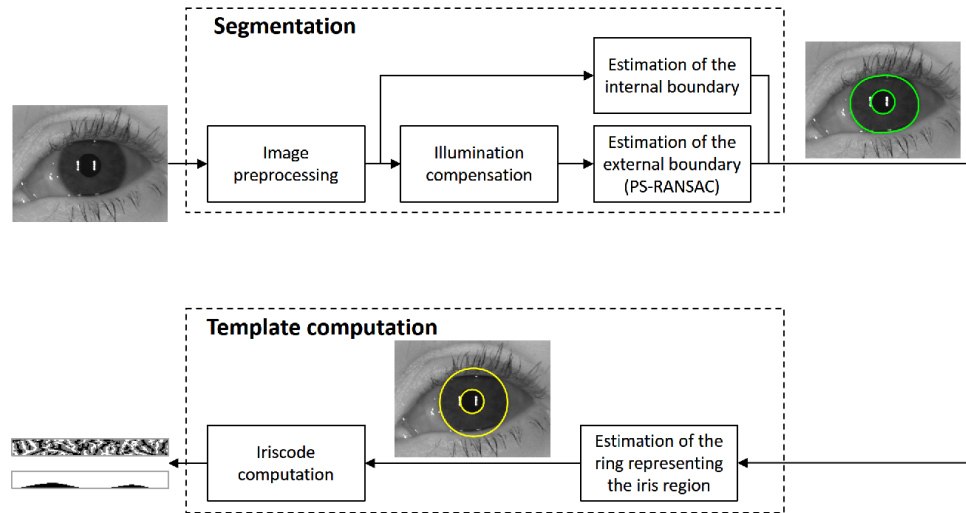 Segmentation
Estimation of the
internal boundary
Image
preprocessing
Illumination
compensation
Estimation of the
external boundary
(PS-RANSAC)
Template computation
Iriscode
computation
Estimation of the
ring representing
the iris region